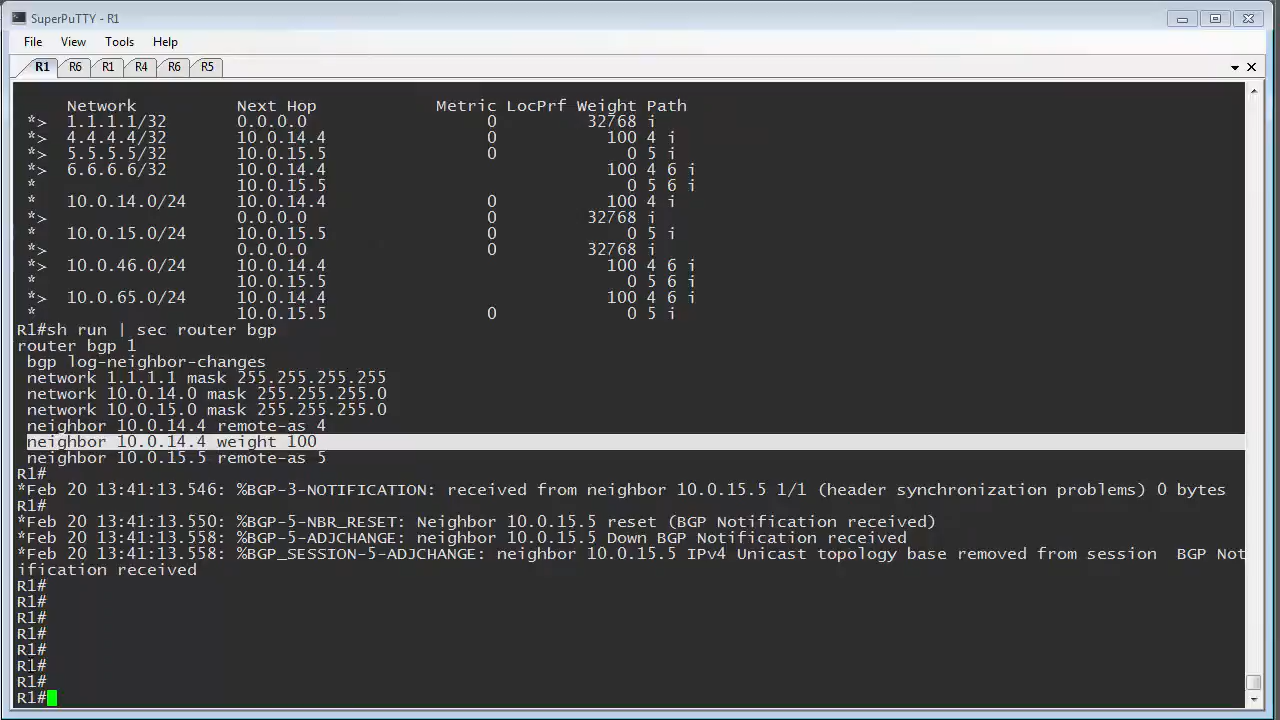 SuperPuTTY - R1
File View Tools Help
R1 R6 R1 R4 R6 R5
Network Next Hop Metric LocPrf Weight Path
*> 1.1.1.1/32 0.0.0.0 0 32768 i
*> 4.4.4.4/32 10.0.14.4 0 100 4 i
*> 5.5.5.5/32 10.0.15.5 0 0 5 i
*> 6.6.6.6/32 10.0.14.4 100 4 6 i
* 10.0.15.5 0 5 6 i
* 10.0.14.0/24 10.0.14.4 0 100 4 i
*> 0.0.0.0 0 32768 i
* 10.0.15.0/24 10.0.15.5 0 0 5 i
*> 0.0.0.0 0 32768 i
*> 10.0.46.0/24 10.0.14.4 100 4 6 i
* 10.0.15.5 0 5 6 i
*> 10.0.65.0/24 10.0.14.4 100 4 6 i
* 10.0.15.5 0 0 5 i
R1#sh run | sec router bgp
router bgp 1
bgp log-neighbor-changes
network 1.1.1.1 mask 255.255.255.255
network 10.0.14.0 mask 255.255.255.0
network 10.0.15.0 mask 255.255.255.0
neighbor 10.0.14.4 remote-as 4
neighbor 10.0.14.4 weight 100
neighbor 10.0.15.5 remote-as 5
R1#
*Feb 20 13:41:13.546: %BGP-3-NOTIFICATION: received from neighbor 10.0.15.5 1/1 (header synchronization problems) 0 bytes
R1#
*Feb 20 13:41:13.550: %BGP-5-NBR_RESET: Neighbor 10.0.15.5 reset (BGP Notification received)
*Feb 20 13:41:13.558: %BGP-5-ADJCHANGE: neighbor 10.0.15.5 Down BGP Notification received
*Feb 20 13:41:13.558: %BGP_SESSION-5-ADJCHANGE: neighbor 10.0.15.5 IPv4 Unicast topology base removed from session BGP Not
ification received
R1#
R1#
R1#
R1#
R1#
R1#
R1#
R1#